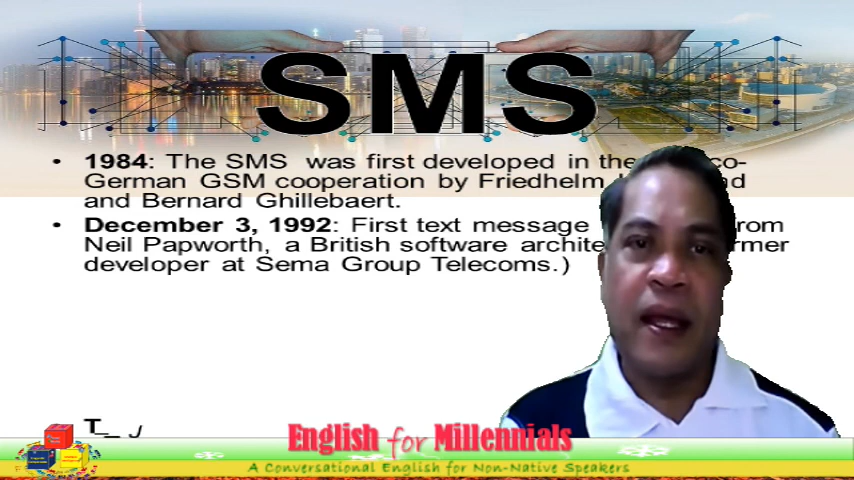 SMS
• 1984: The SMS was first developed in the co-
German GSM cooperation by Friedhelm
and Bernard Ghillebaert.
• December 3, 1992: First text message
Neil Papworth, a British software
developer at Sema Group Telecoms.)
English for Millennials
A Conversational English for Non-Native Speakers